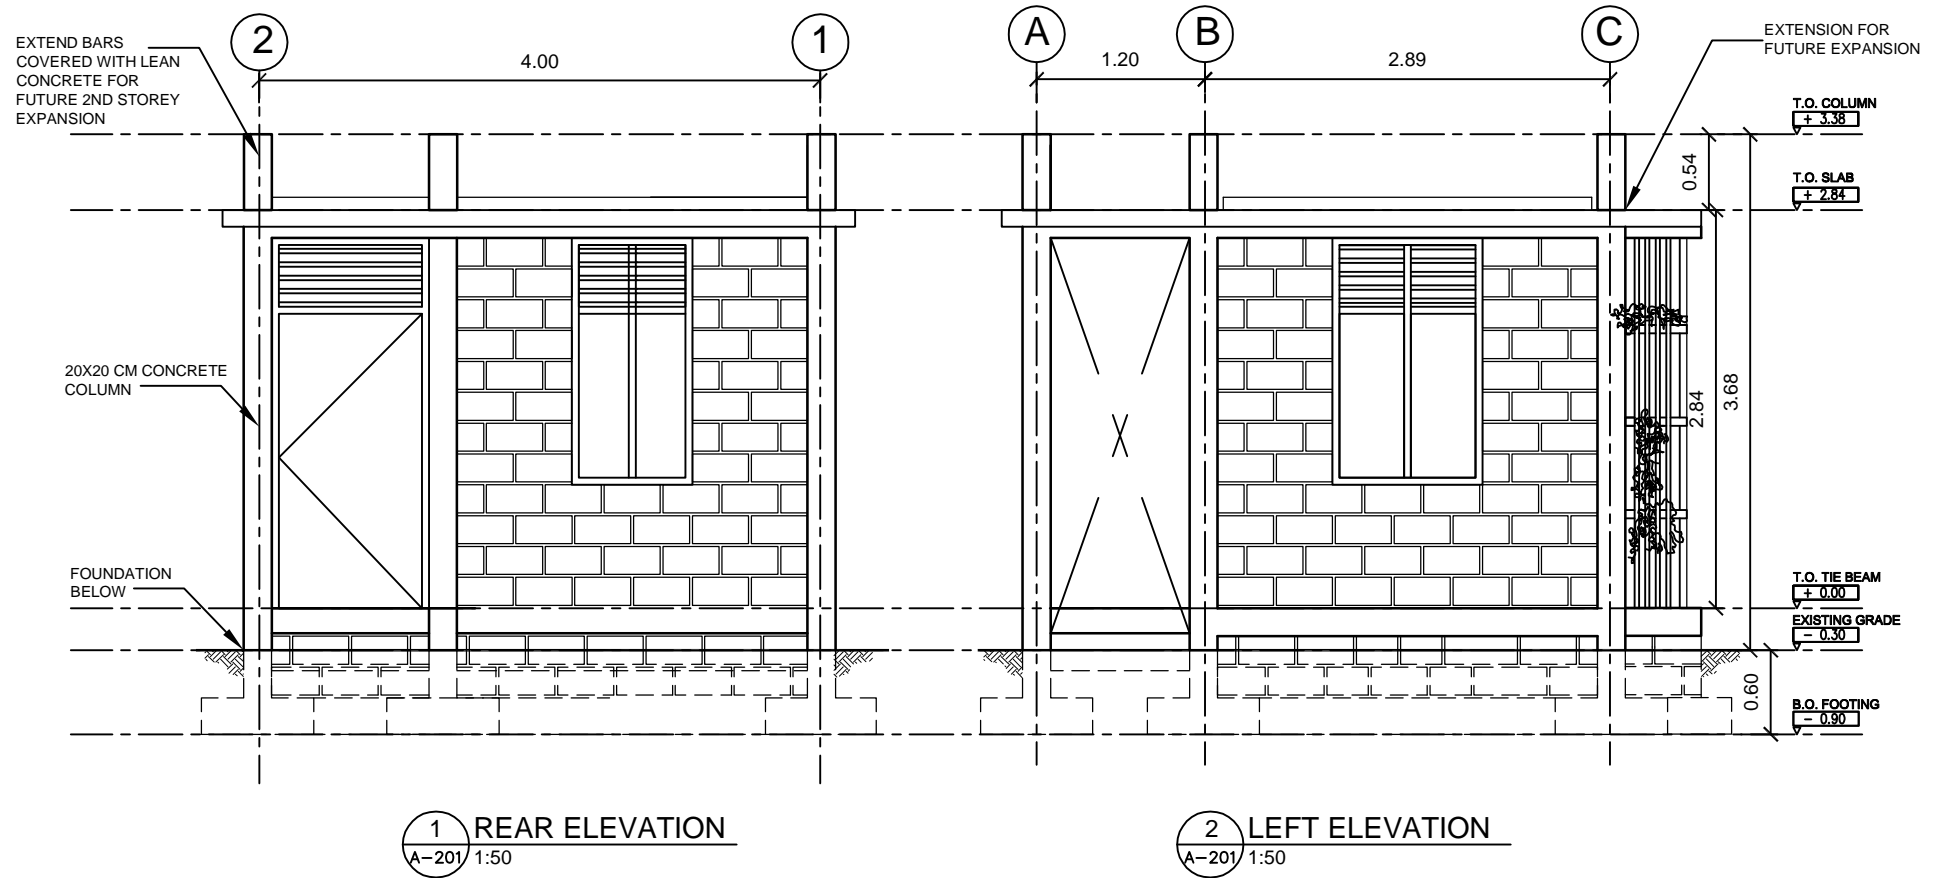 EXTEND BARS
COVERED WITH LEAN
CONCRETE FOR
FUTURE 2ND STOREY
EXPANSION
2
1
4.00
A
B
C
1.20
2.89
EXTENSION FOR
FUTURE EXPANSION
T.O. COLUMN
+ 3.38
0.54
T.O. SLAB
+ 2.84
20X20 CM CONCRETE
COLUMN
2.84
3.68
FOUNDATION
BELOW
T.O. TIE BEAM
+ 0.00
EXISTING GRADE
- 0.30
0.60
B.O. FOOTING
- 0.90
1
A-201
REAR ELEVATION
1:50
2
A-201
LEFT ELEVATION
1:50